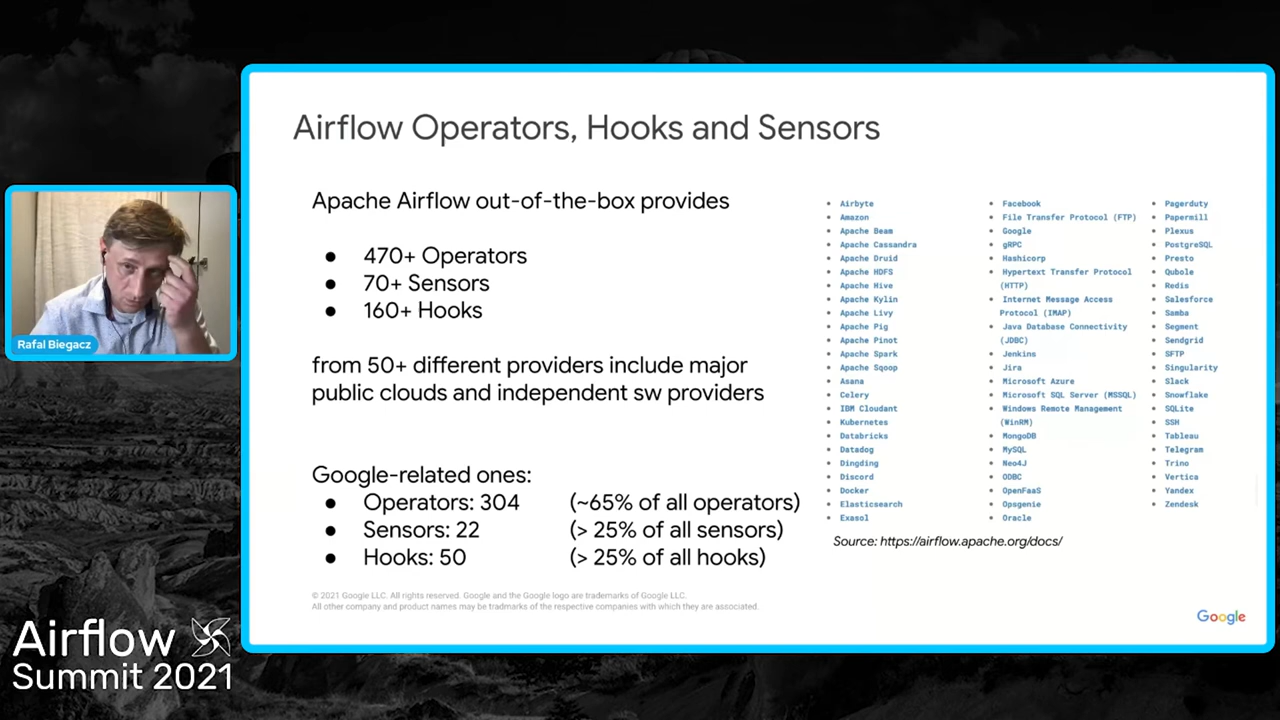 Airflow Operators, Hooks and Sensors
Apache Airflow out-of-the-box provides
● 470+ Operators
● 70+ Sensors
● 160+ Hooks
from 50+ different providers include major
public clouds and independent sw providers
Google-related ones:
● Operators: 304 (~65% of all operators)
● Sensors: 22 (> 25% of all sensors)
● Hooks: 50 (> 25% of all hooks)
• Airbyte
• Amazon
• Apache Beam
• Apache Cassandra
• Apache Druid
• Apache HDFS
• Apache Hive
• Apache Kylin
• Apache Livy
• Apache Pig
• Apache Pinot
• Apache Spark
• Apache Sqoop
• Asana
• Celery
• IBM Cloudant
• Kubernetes
• Databricks
• Datadog
• Dingding
• Discord
• Docker
• Elasticsearch
• Exasol
• Facebook
• File Transfer Protocol (FTP)
• Google
• gRPC
• Hashicorp
• Hypertext Transfer Protocol
(HTTP)
• Internet Message Access
Protocol (IMAP)
• Java Database Connectivity
(JDBC)
• Jenkins
• Jira
• Microsoft Azure
• Microsoft SQL Server (MSSQL)
• Windows Remote Management
(WinRM)
• MongoDB
• MySQL
• Neo4J
• ODBC
• OpenFaaS
• Opsgenie
• Oracle
• Pagerduty
• Papermill
• Plexus
• PostgreSQL
• Presto
• Qubole
• Redis
• Salesforce
• Samba
• Segment
• Sendgrid
• SFTP
• Singularity
• Slack
• Snowflake
• SQLite
• SSH
• Tableau
• Telegram
• Trino
• Vertica
• Yandex
• Zendesk
Source: https://airflow.apache.org/docs/
© 2021 Google LLC. All rights reserved. Google and the Google logo are trademarks of Google LLC.
All other company and product names may be tradmarks of the respective companies with which they are associated.
Google
Rafal Biegacz
Airflow
Summit 2021